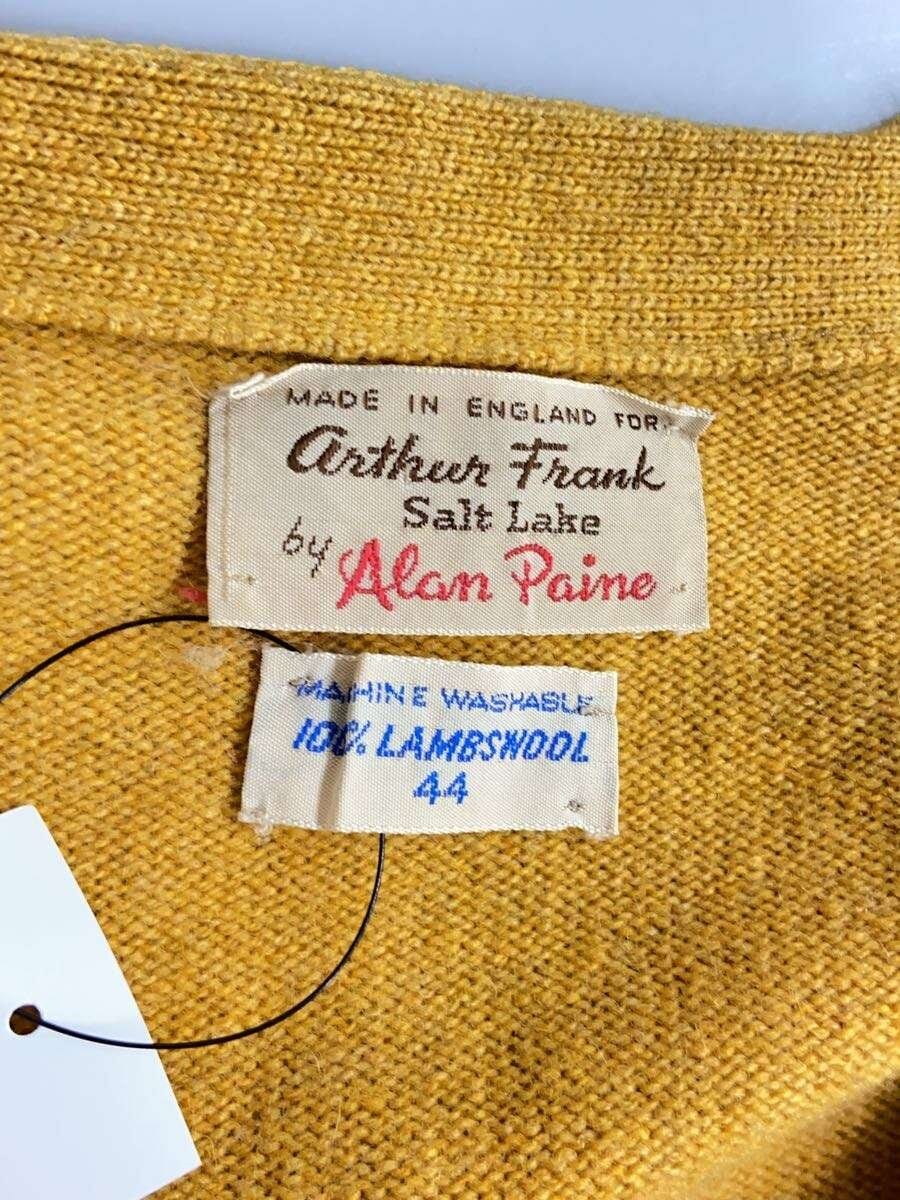 MADE IN ENGLAND FOR
Arthur Frank
Salt Lake
by Alan Paine
MACHINE WASHABLE
100% LAMBSWOOL
44